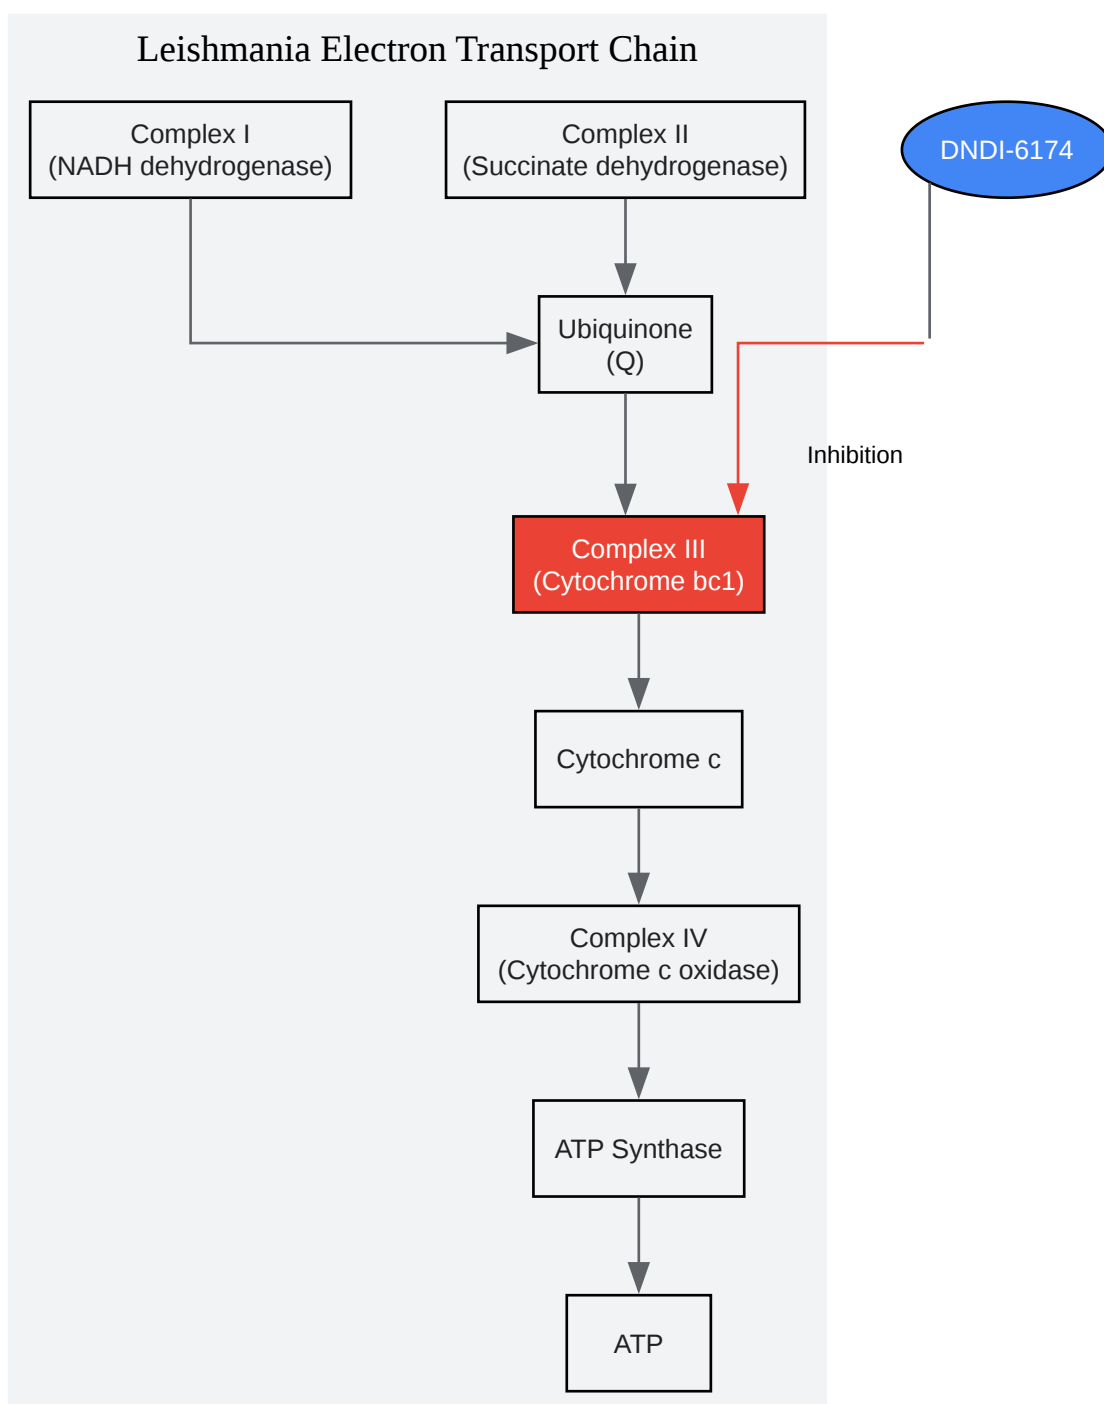 Leishmania Electron Transport Chain
Complex I
(NADH dehydrogenase)
Complex II
(Succinate dehydrogenase)
DNDI-6174
Ubiquinone
(Q)
Inhibition
Complex III
(Cytochrome bc1)
Cytochrome c
Complex IV
(Cytochrome c oxidase)
ATP Synthase
ATP